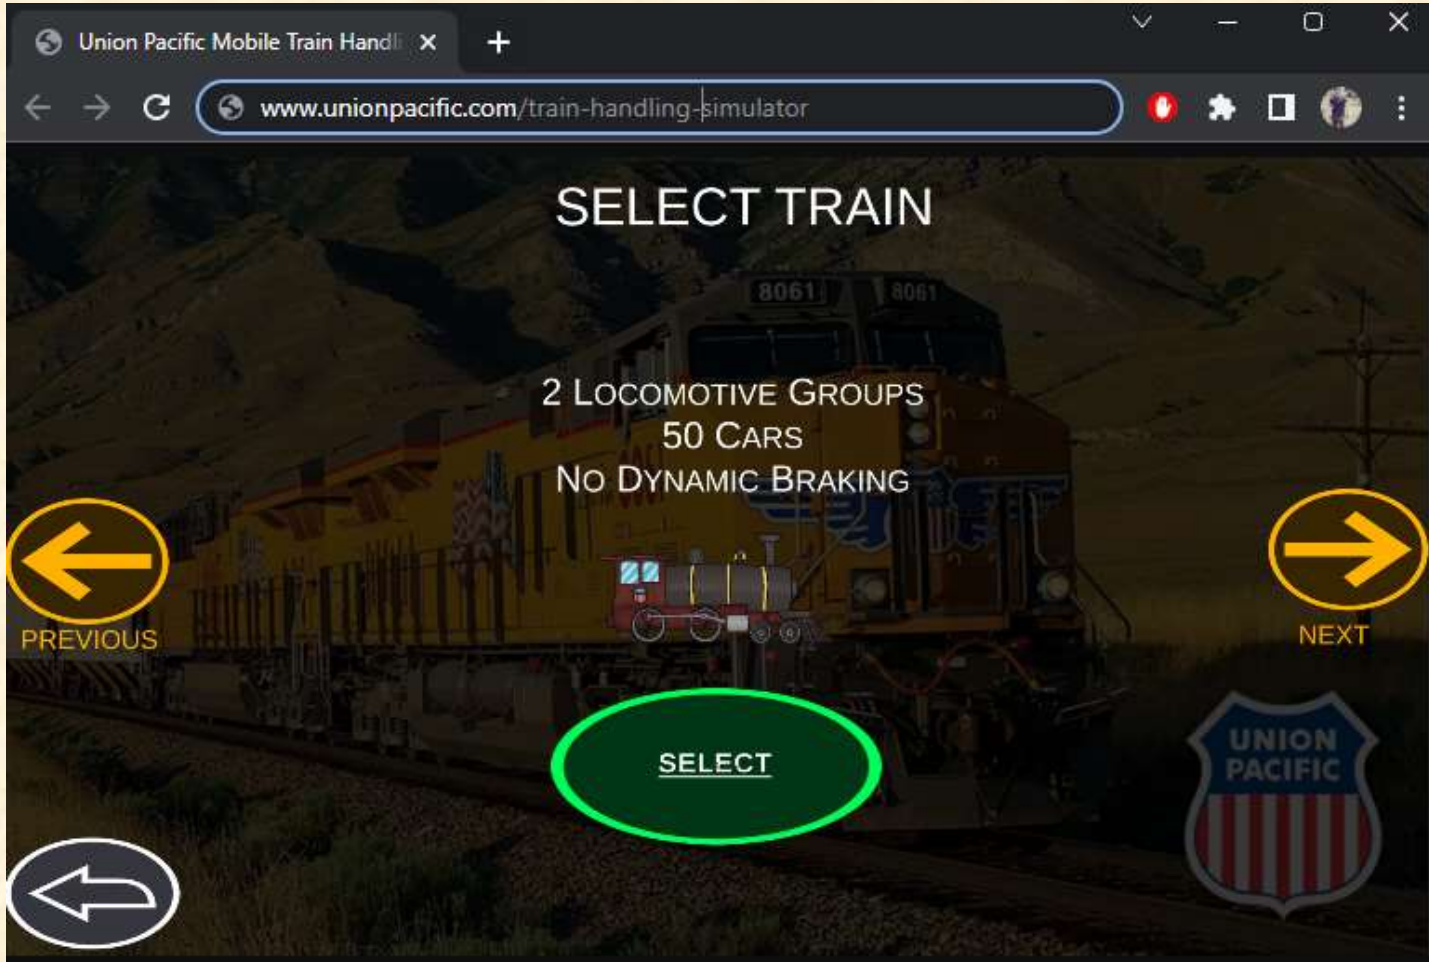 Union Pacific Mobile Train Handli
www.unionpacific.com/train-handling-simulator
SELECT TRAIN
8061 8061
2 LOCOMOTIVE GROUPS
50 CARS
NO DYNAMIC BRAKING
PREVIOUS
NEXT
SELECT
UNION
PACIFIC